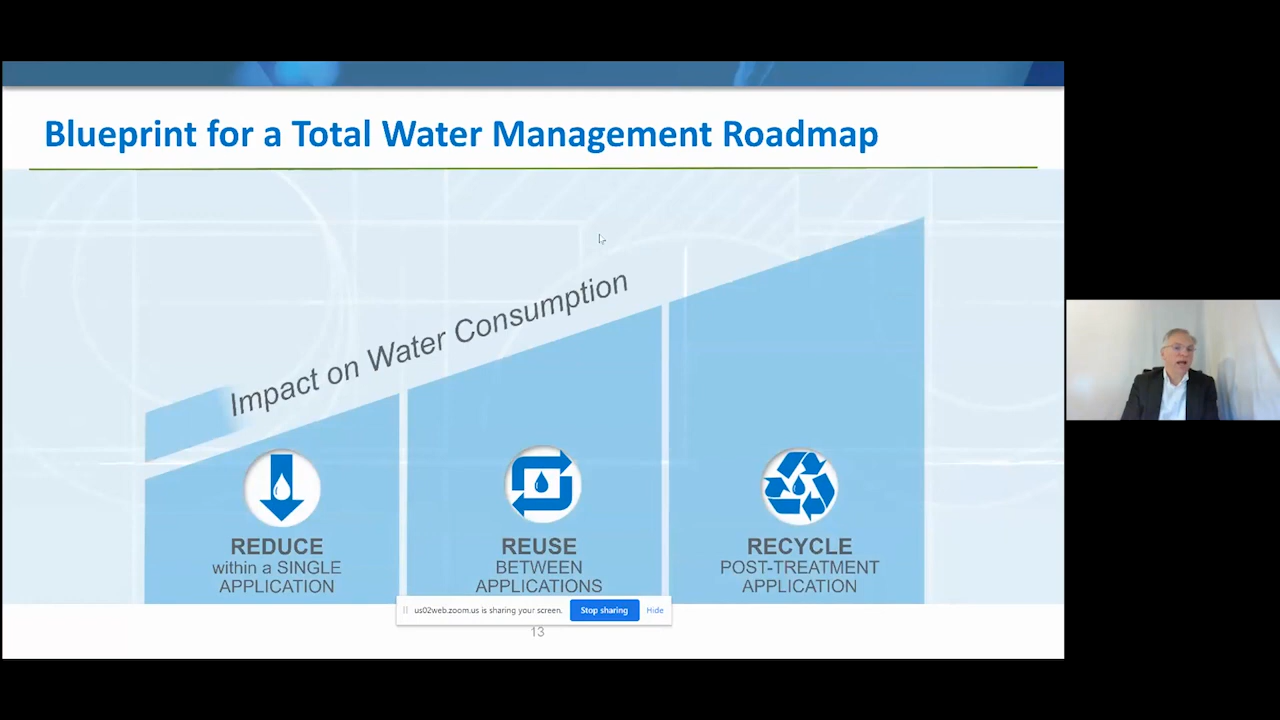 Blueprint for a Total Water Management Roadmap
Impact on Water Consumption
REDUCE
within a SINGLE
APPLICATION
REUSE
BETWEEN
APPLICATIONS
RECYCLE
POST-TREATMENT
APPLICATION
us02web.zoom.us is sharing your screen. Stop sharing Hide
13